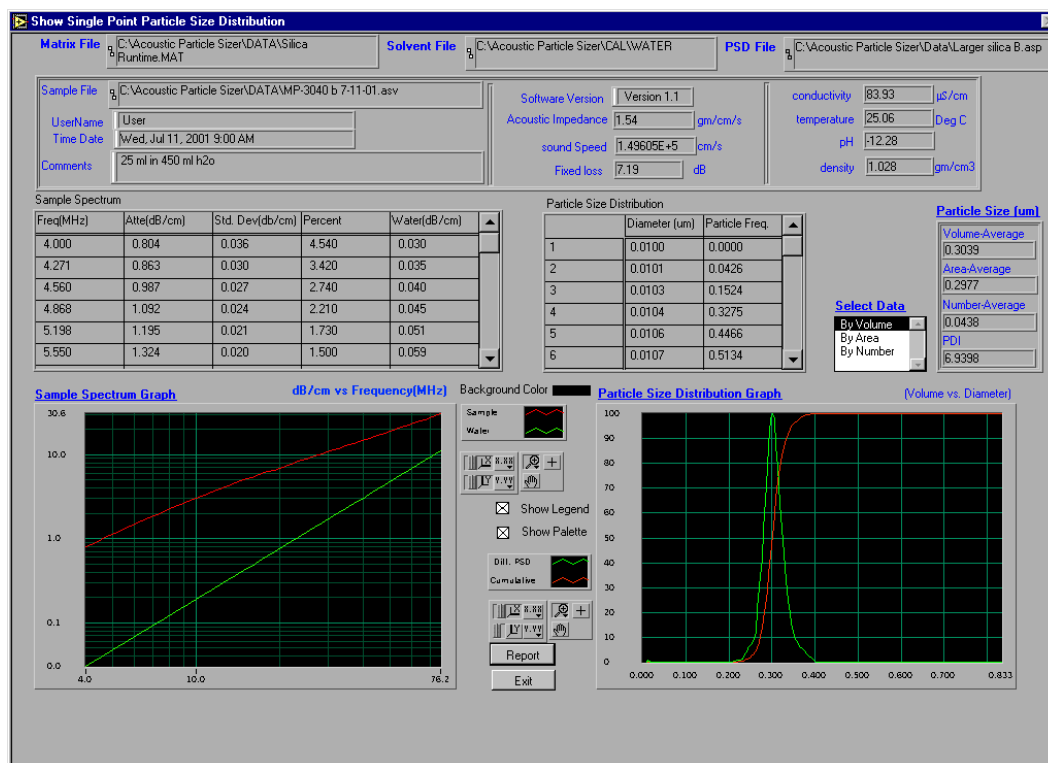 Show Single Point Particle Size Distribution
Matrix File C:\Acoustic Particle Sizer\DATA\Silica Runtime.MAT
Solvent File C:\Acoustic Particle Sizer\CAL\WATER
PSD File C:\Acoustic Particle Sizer\Data\Larger silica B.asp
Sample File C:\Acoustic Particle Sizer\DATA\MP-3040 b 7-11-01.asv
UserName User
Time Date Wed, Jul 11, 2001 9:00 AM
Comments 25 ml in 450 ml h2o
Software Version Version 1.1
Acoustic Impedance 1.54 gm/cm/s
sound Speed 1.49605E+5 cm/s
Fixed loss 7.19 dB
conductivity 83.93 µS/cm
temperature 25.06 Deg C
pH -12.28
density 1.028 gm/cm3
Sample Spectrum
Freq(MHz) Atte(dB/cm) Std. Dev(db/cm) Percent Water(dB/cm)
4.000 0.804 0.036 4.540 0.030
4.271 0.863 0.030 3.420 0.035
4.560 0.987 0.027 2.740 0.040
4.868 1.092 0.024 2.210 0.045
5.198 1.195 0.021 1.730 0.051
5.550 1.324 0.020 1.500 0.059
Particle Size Distribution
Diameter (um) Particle Freq.
1 0.0100 0.0000
2 0.0101 0.0426
3 0.0103 0.1524
4 0.0104 0.3275
5 0.0106 0.4466
6 0.0107 0.5134
Select Data
By Volume
By Area
By Number
Particle Size (um)
Volume-Average
0.3039
Area-Average
0.2977
Number-Average
0.0438
PDI
6.9398
Sample Spectrum Graph dB/cm vs Frequency(MHz)
30.6
10.0
1.0
0.1
0.0
4.0 10.0 76.2
Background Color
Sample
Water
X X.XX
Y Y.YY
Show Legend
Show Palette
Diff. PSD
Cumulative
X X.XX
Y Y.YY
Report
Exit
Particle Size Distribution Graph (Volume vs. Diameter)
100
90
80
70
60
50
40
30
20
10
0
0.000 0.100 0.200 0.300 0.400 0.500 0.600 0.700 0.833